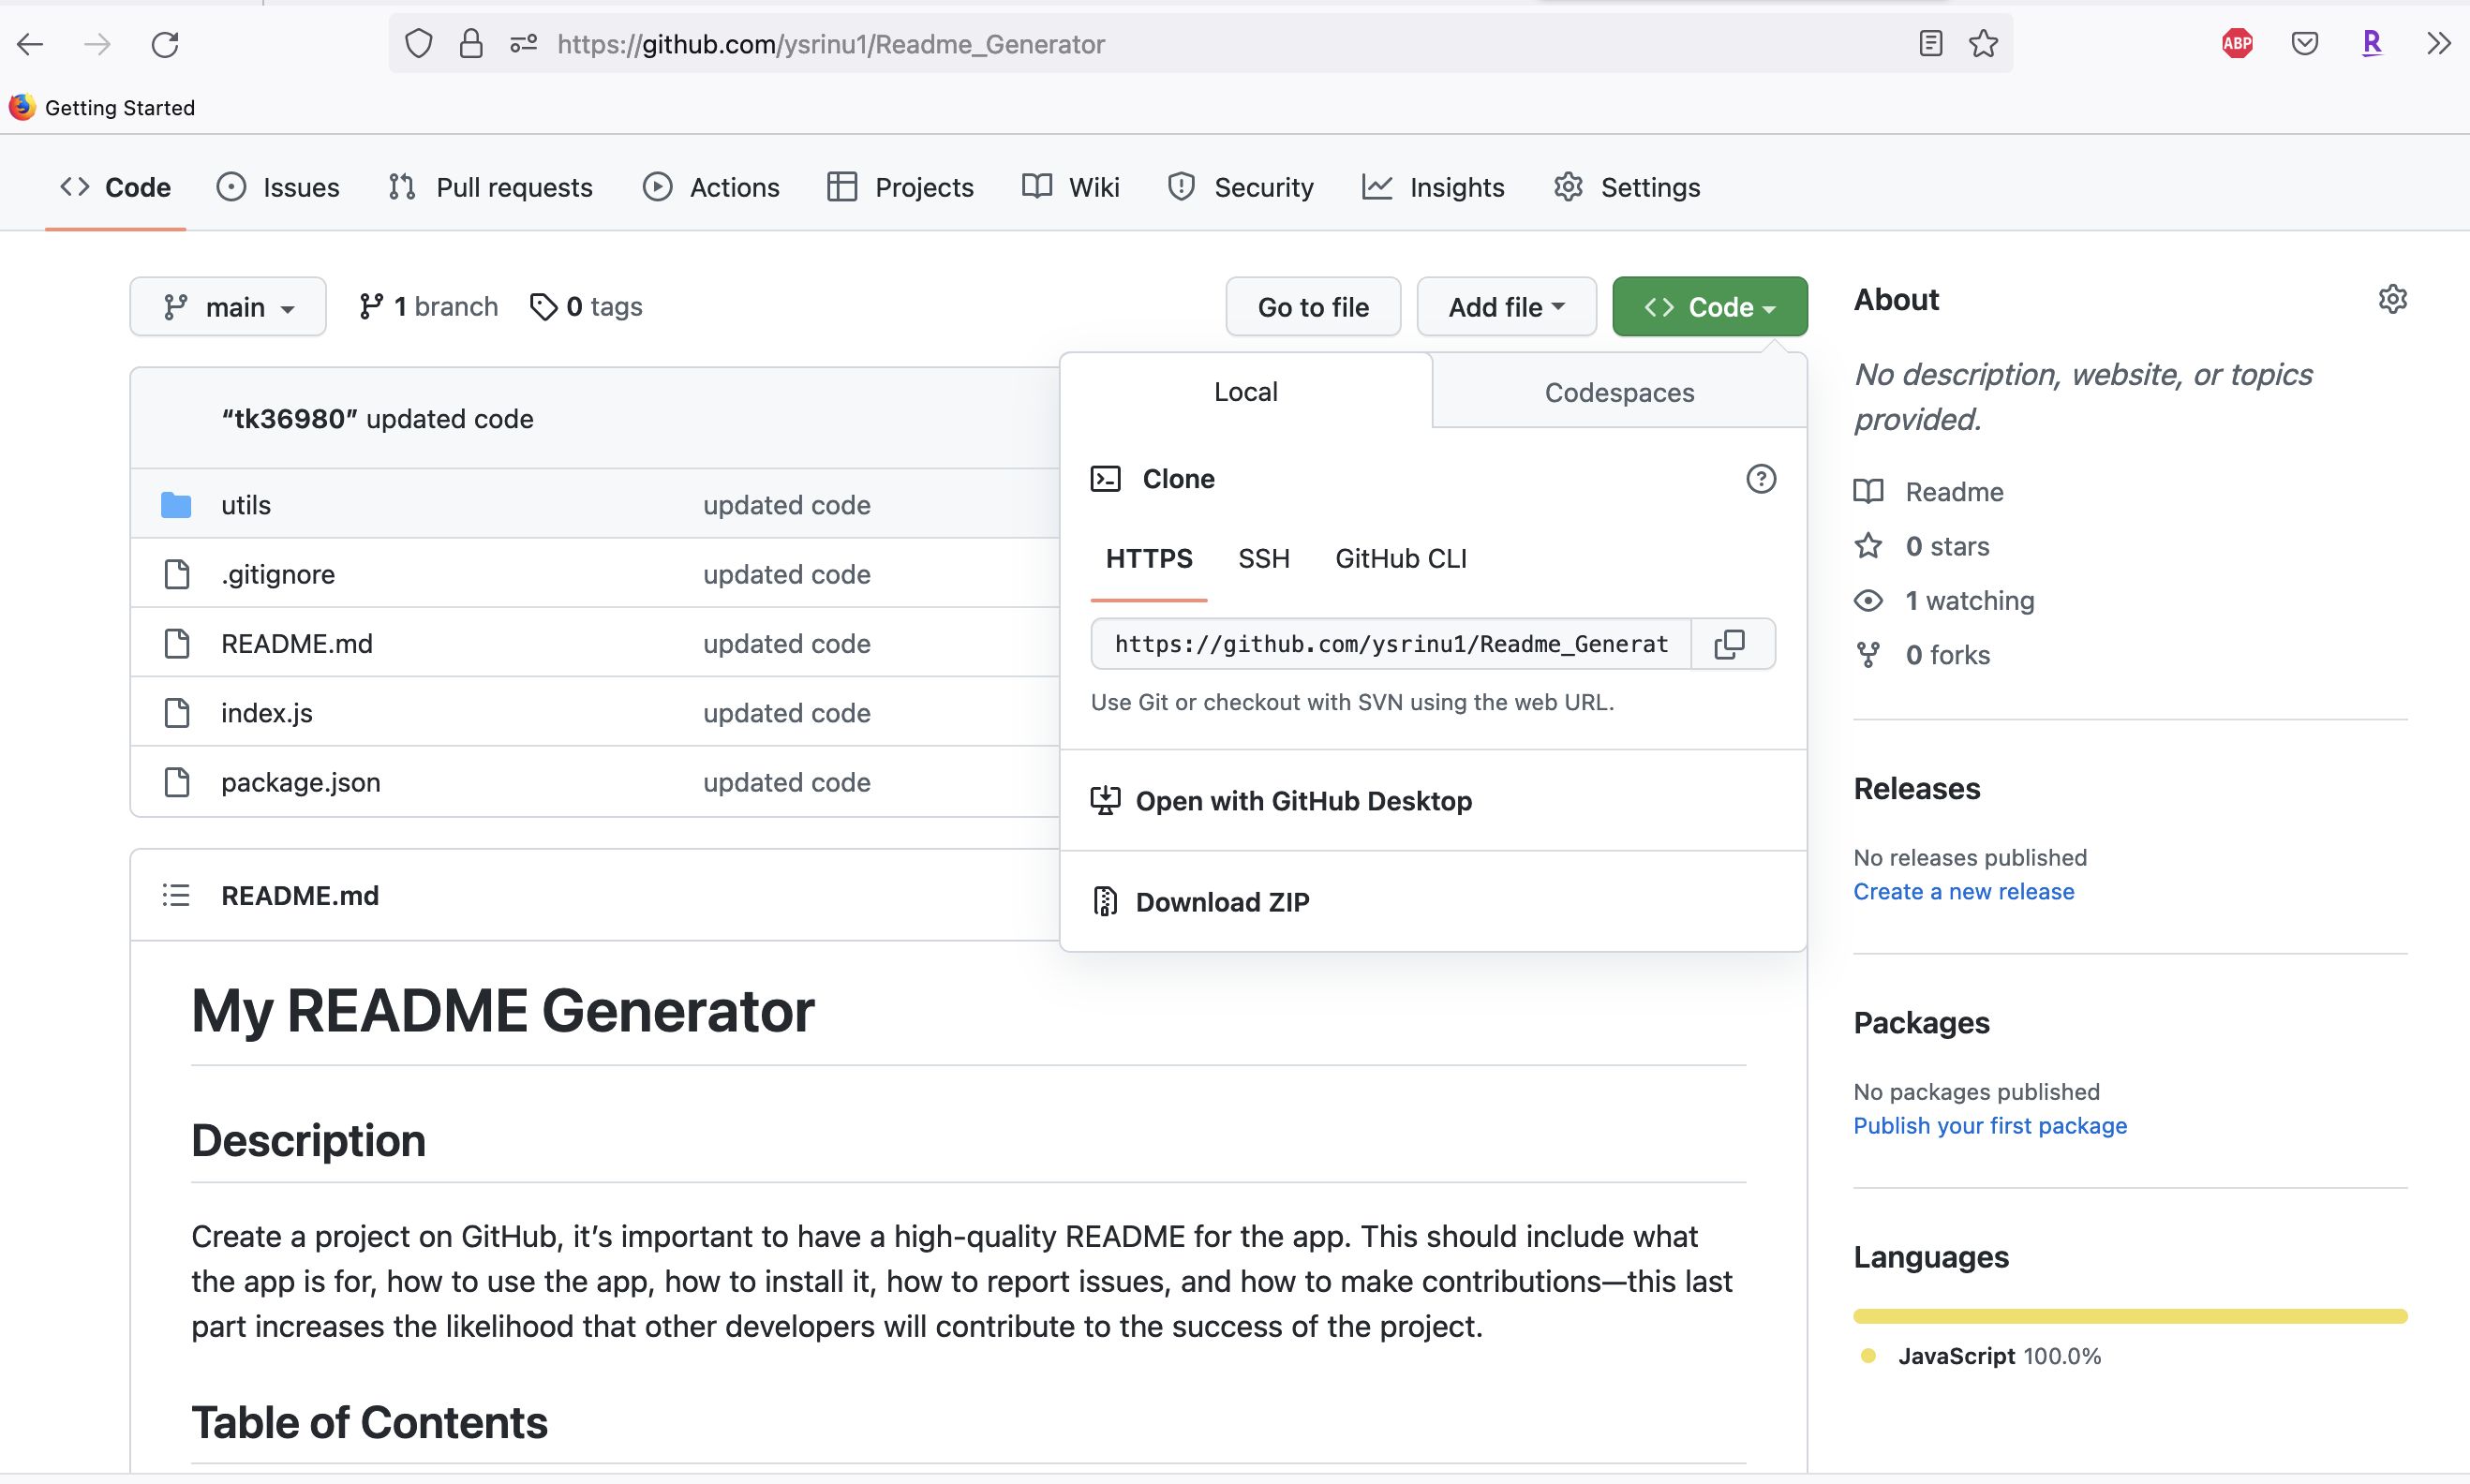 https://github.com/ysrinu1/Readme_Generator
ABP
R
Getting Started
Code
Issues
Pull requests
Actions
Projects
Wiki
Security
Insights
Settings
main
1 branch
0 tags
Go to file
Add file
Code
“tk36980” updated code
utils
updated code
.gitignore
updated code
README.md
updated code
index.js
updated code
package.json
updated code
Local
Codespaces
Clone
HTTPS
SSH
GitHub CLI
https://github.com/ysrinu1/Readme_Generat
Use Git or checkout with SVN using the web URL.
Open with GitHub Desktop
Download ZIP
README.md
My README Generator
Description
Create a project on GitHub, it’s important to have a high-quality README for the app. This should include what
the app is for, how to use the app, how to install it, how to report issues, and how to make contributions—this last
part increases the likelihood that other developers will contribute to the success of the project.
Table of Contents
About
No description, website, or topics
provided.
Readme
0 stars
1 watching
0 forks
Releases
No releases published
Create a new release
Packages
No packages published
Publish your first package
Languages
JavaScript 100.0%